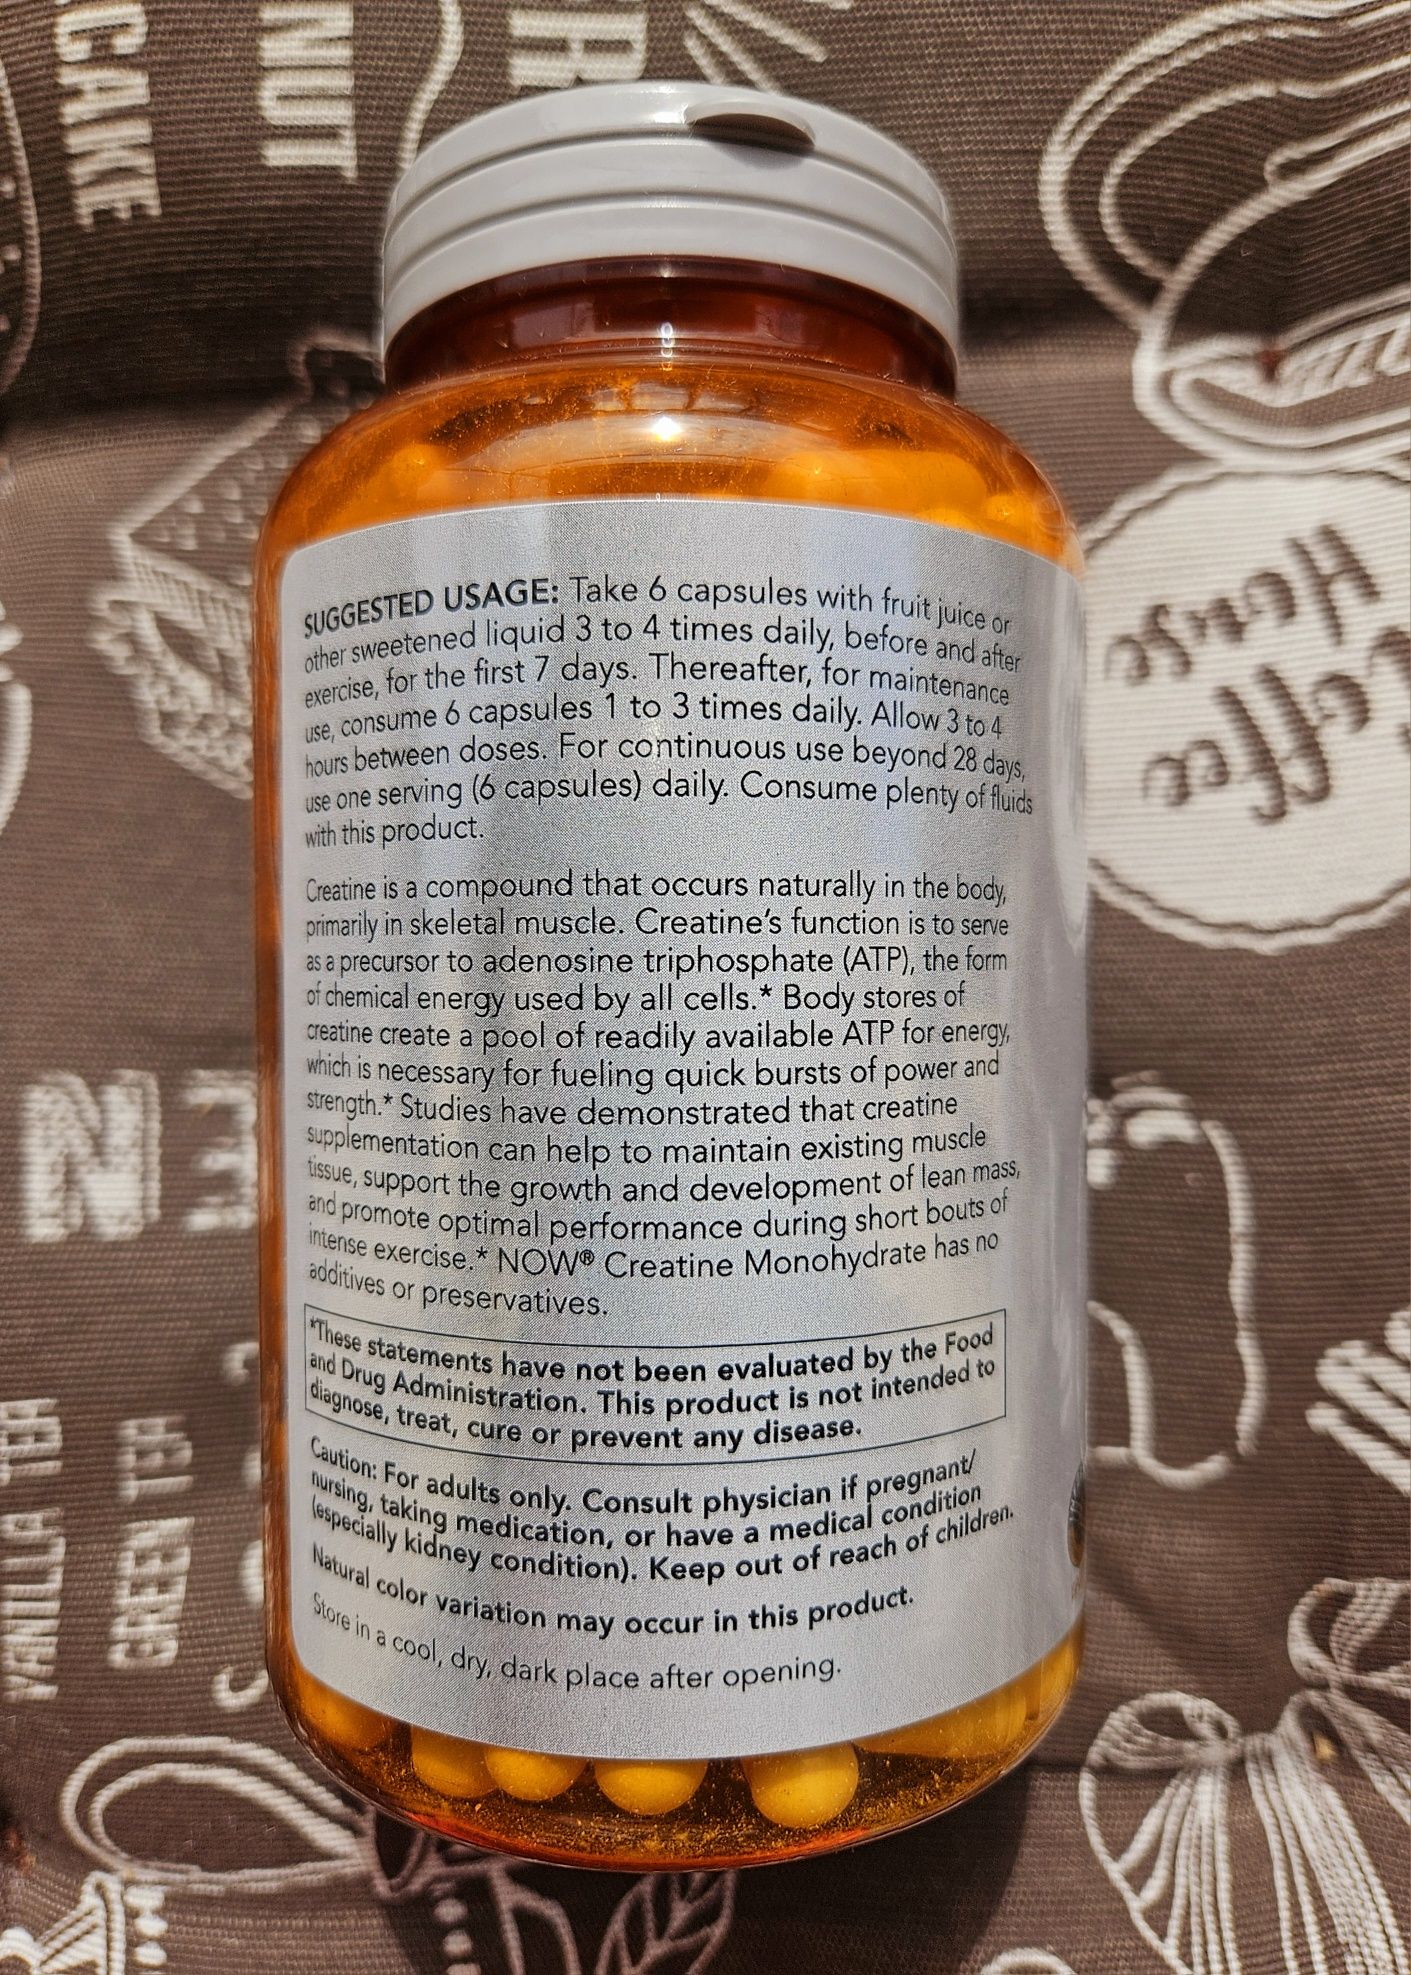 SUGGESTED USAGE: Take 6 capsules with fruit juice or
other sweetened liquid 3 to 4 times daily, before and after
exercise, for the first 7 days. Thereafter, for maintenance
use, consume 6 capsules 1 to 3 times daily. Allow 3 to 4
hours between doses. For continuous use beyond 28 days,
use one serving (6 capsules) daily. Consume plenty of fluids
with this product.
Creatine is a compound that occurs naturally in the body,
primarily in skeletal muscle. Creatine's function is to serve
as a precursor to adenosine triphosphate (ATP), the form
of chemical energy used by all cells.* Body stores of
creatine create a pool of readily available ATP for energy,
which is necessary for fueling quick bursts of power and
strength.* Studies have demonstrated that creatine
supplementation can help to maintain existing muscle
tissue, support the growth and development of lean mass,
and promote optimal performance during short bouts of
intense exercise.* NOW® Creatine Monohydrate has no
additives or preservatives.
*These statements have not been evaluated by the Food
and Drug Administration. This product is not intended to
diagnose, treat, cure or prevent any disease.
Caution: For adults only. Consult physician if pregnant/
nursing, taking medication, or have a medical condition
(especially kidney condition). Keep out of reach of children.
Natural color variation may occur in this product.
Store in a cool, dry, dark place after opening.
CAKE
NUT
House
VANILLA TEA
GREEN TEA